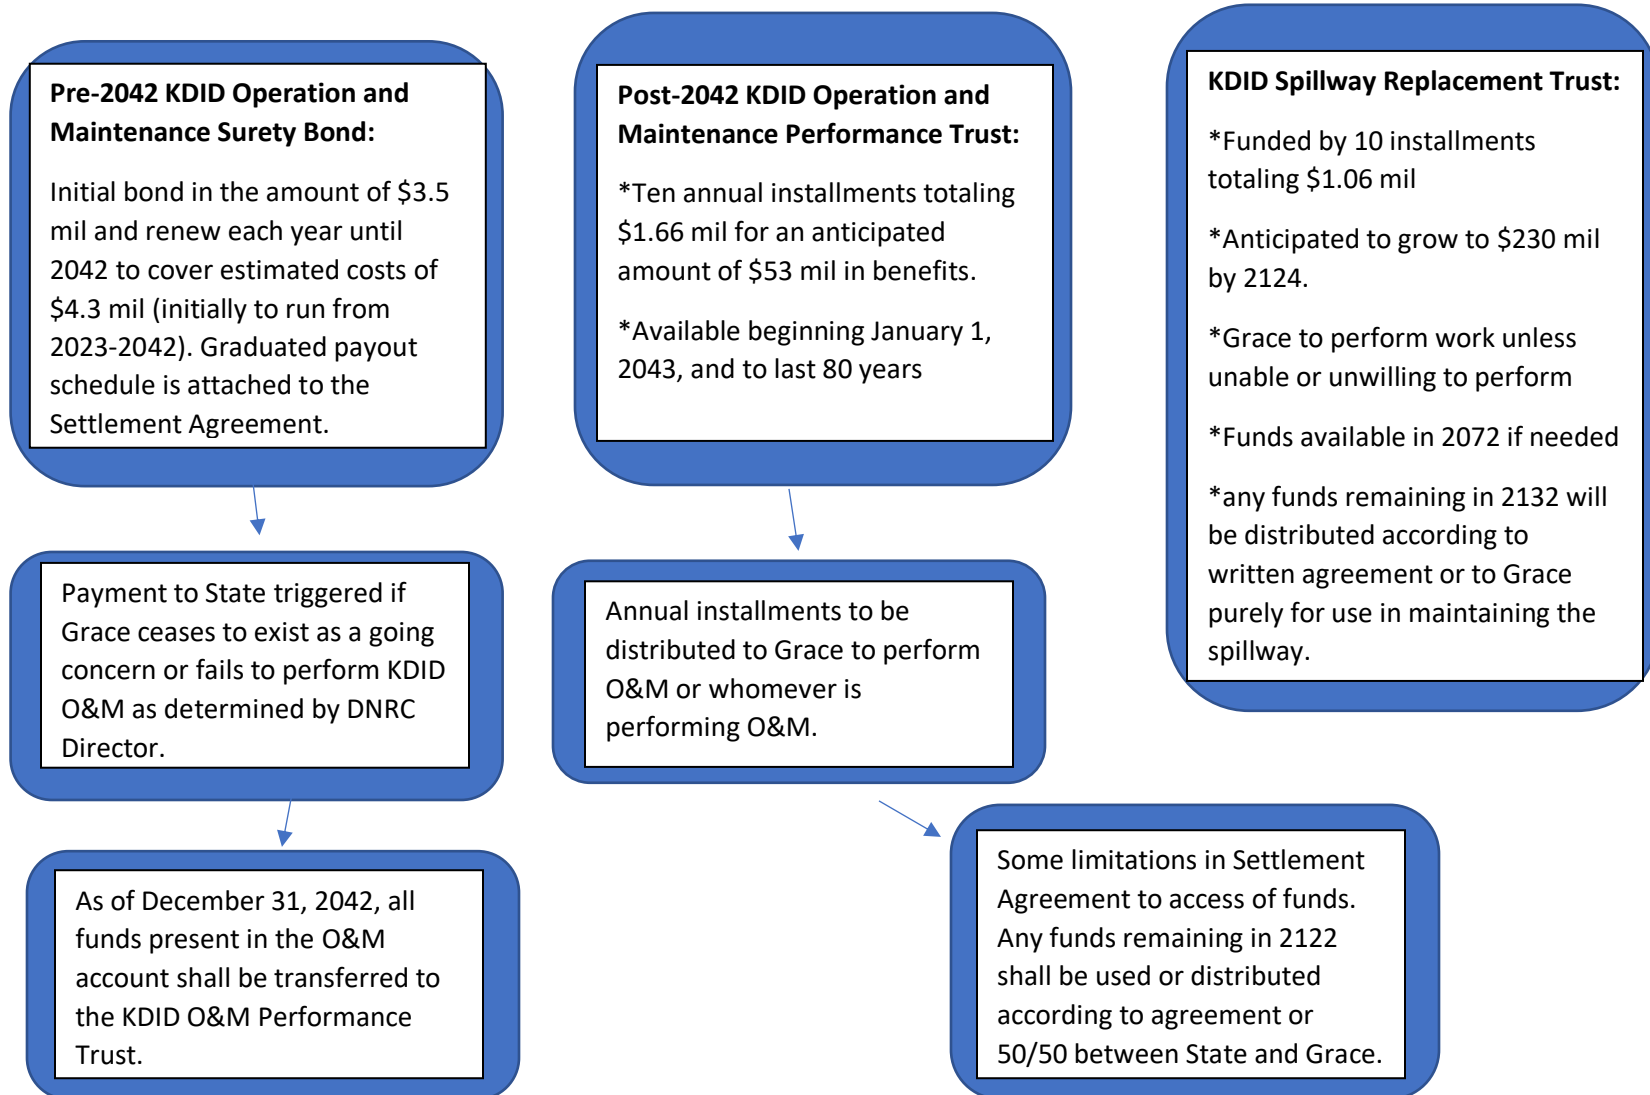 Pre-2042 KDID Operation and
Maintenance Surety Bond:
Initial bond in the amount of $3.5
mil and renew each year until
2042 to cover estimated costs of
$4.3 mil (initially to run from
2023-2042). Graduated payout
schedule is attached to the
Settlement Agreement.
Payment to State triggered if
Grace ceases to exist as a going
concern or fails to perform KDID
O&M as determined by DNRC
Director.
As of December 31, 2042, all
funds present in the O&M
account shall be transferred to
the KDID O&M Performance
Trust.
Post-2042 KDID Operation and
Maintenance Performance Trust:
*Ten annual installments totaling
$1.66 mil for an anticipated
amount of $53 mil in benefits.
*Available beginning January 1,
2043, and to last 80 years
Annual installments to be
distributed to Grace to perform
O&M or whomever is
performing O&M.
Some limitations in Settlement
Agreement to access of funds.
Any funds remaining in 2122
shall be used or distributed
according to agreement or
50/50 between State and Grace.
KDID Spillway Replacement Trust:
*Funded by 10 installments
totaling $1.06 mil
*Anticipated to grow to $230 mil
by 2124.
*Grace to perform work unless
unable or unwilling to perform
*Funds available in 2072 if needed
*any funds remaining in 2132 will
be distributed according to
written agreement or to Grace
purely for use in maintaining the
spillway.